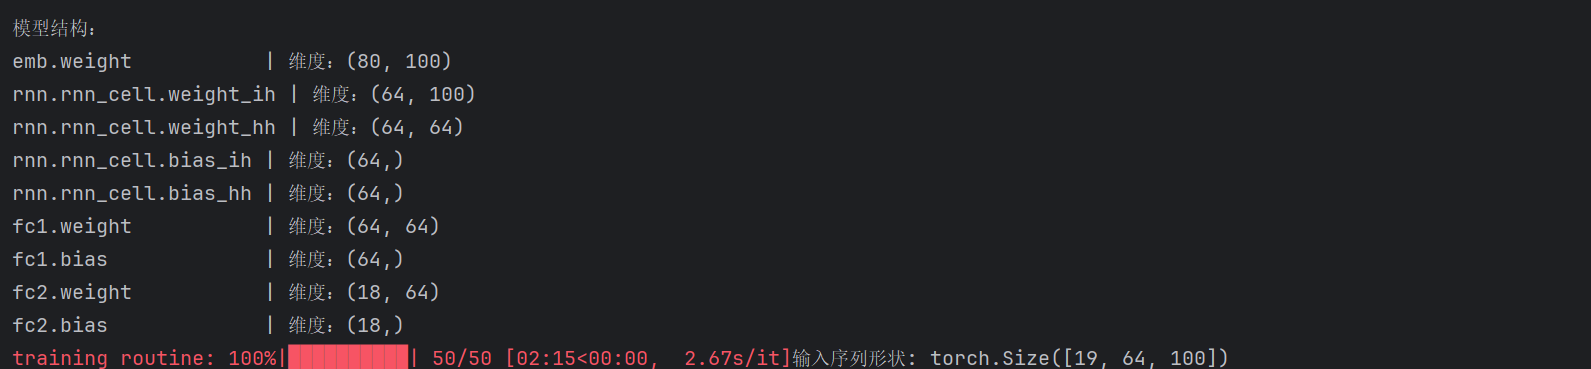 模型结构:
emb.weight           | 维度: (80, 100)
rnn.rnn_cell.weight_ih | 维度: (64, 100)
rnn.rnn_cell.weight_hh | 维度: (64, 64)
rnn.rnn_cell.bias_ih | 维度: (64,)
rnn.rnn_cell.bias_hh | 维度: (64,)
fc1.weight           | 维度: (64, 64)
fc1.bias             | 维度: (64,)
fc2.weight           | 维度: (18, 64)
fc2.bias             | 维度: (18,)
training routine: 100%|██████████| 50/50 [02:15<00:00,  2.67s/it]输入序列形状: torch.Size([19, 64, 100])